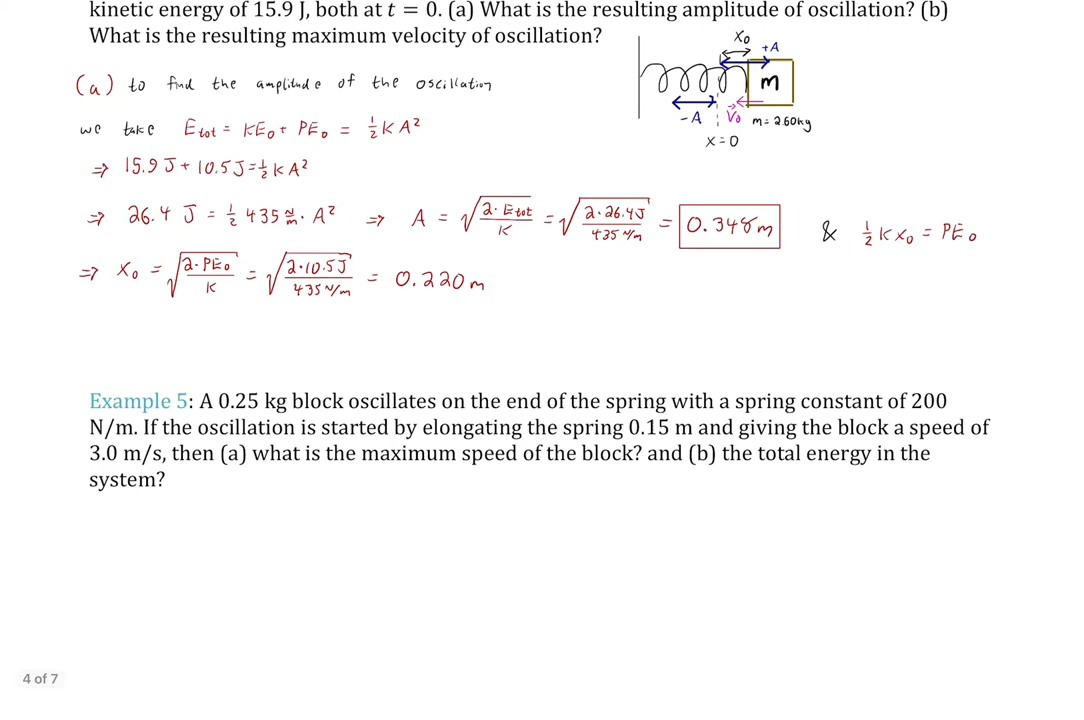 kinetic energy of 15.9 J, both at t = 0. (a) What is the resulting amplitude of oscillation? (b)
What is the resulting maximum velocity of oscillation?
x₀
+A
m
-A
V⃗₀
m = 2.60kg
x = 0
(a) to find the amplitude of the oscillation
we take E tot = KE₀ + PE₀ = ½ K A²
⇒ 15.9 J + 10.5 J = ½ K A²
⇒ 26.4 J = ½ 435 N/m · A² ⇒ A = √(2·E tot / K) = √(2·26.4J / 435 N/m) = 0.348 m & ½ K x₀ = PE₀
⇒ x₀ = √(2·PE₀ / K) = √(2·10.5J / 435 N/m) = 0.220 m
Example 5: A 0.25 kg block oscillates on the end of the spring with a spring constant of 200
N/m. If the oscillation is started by elongating the spring 0.15 m and giving the block a speed of
3.0 m/s, then (a) what is the maximum speed of the block? and (b) the total energy in the
system?
4 of 7